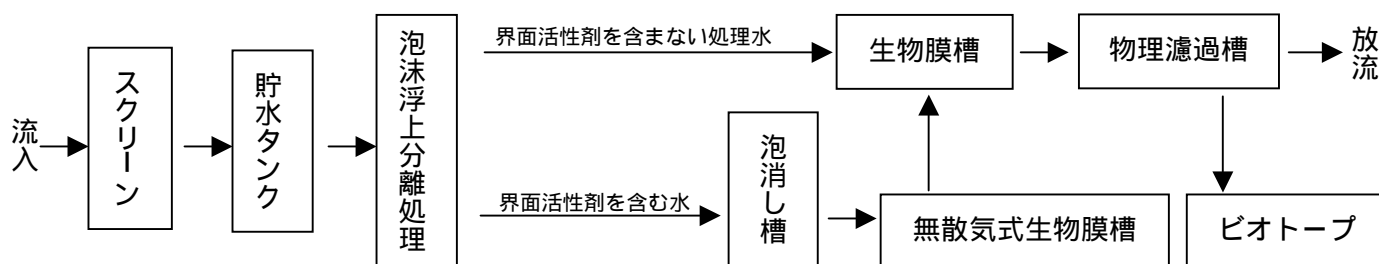 流入
スクリーン
貯水タンク
泡沫浮上分離処理
界面活性剤を含まない処理水
生物膜槽
物理濾過槽
放流
界面活性剤を含む水
泡消し槽
無散気式生物膜槽
ビオトープ